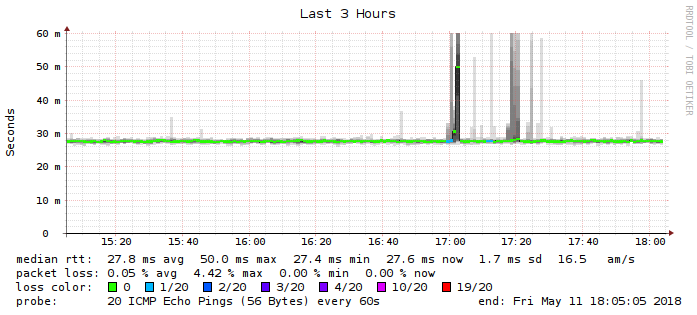 Last 3 Hours
RRDTOOL / TOBI OETIKER
Seconds
60 m
50 m
40 m
30 m
20 m
10 m
0
15:20 15:40 16:00 16:20 16:40 17:00 17:20 17:40 18:00
median rtt: 27.8 ms avg 50.0 ms max 27.4 ms min 27.6 ms now 1.7 ms sd 16.5 am/s
packet loss: 0.05 % avg 4.42 % max 0.00 % min 0.00 % now
loss color: 0 1/20 2/20 3/20 4/20 10/20 19/20
probe: 20 ICMP Echo Pings (56 Bytes) every 60s end: Fri May 11 18:05:05 2018